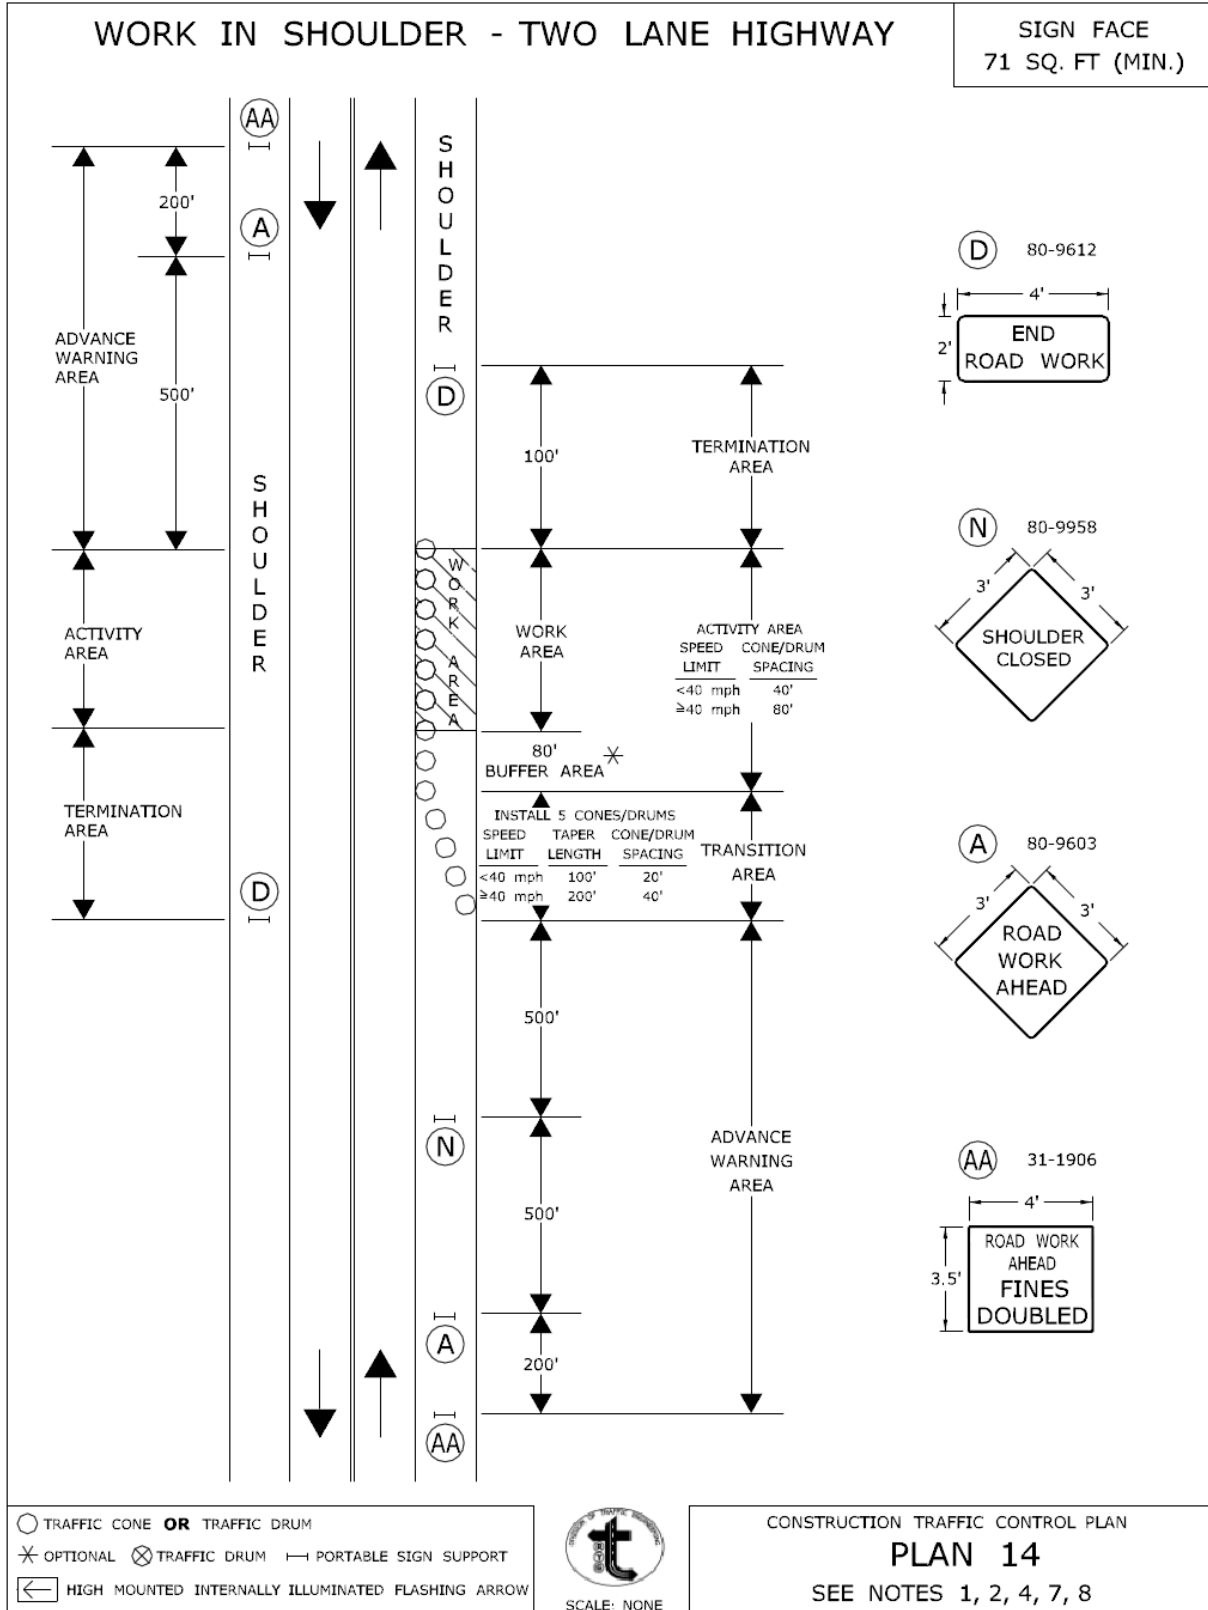 WORK IN SHOULDER - TWO LANE HIGHWAY
SIGN FACE
71 SQ. FT (MIN.)
AA
200'
A
ADVANCE
WARNING
AREA
500'
SHOULDER
ACTIVITY
AREA
TERMINATION
AREA
D
SHOULDER
D
100'
TERMINATION
AREA
WORK AREA
WORK
AREA
ACTIVITY AREA
SPEED CONE/DRUM
LIMIT SPACING
<40 mph 40'
≥40 mph 80'
80'
BUFFER AREA
INSTALL 5 CONES/DRUMS
SPEED TAPER CONE/DRUM
LIMIT LENGTH SPACING
<40 mph 100' 20'
≥40 mph 200' 40'
TRANSITION
AREA
500'
N
500'
ADVANCE
WARNING
AREA
A
200'
AA
D 80-9612
4'
2'
END
ROAD WORK
N 80-9958
3' 3'
SHOULDER
CLOSED
A 80-9603
3' 3'
ROAD
WORK
AHEAD
AA 31-1906
4'
3.5'
ROAD WORK
AHEAD
FINES
DOUBLED
TRAFFIC CONE OR TRAFFIC DRUM
OPTIONAL TRAFFIC DRUM PORTABLE SIGN SUPPORT
HIGH MOUNTED INTERNALLY ILLUMINATED FLASHING ARROW
DIVISION OF TRAFFIC ENGINEERING
SCALE: NONE
CONSTRUCTION TRAFFIC CONTROL PLAN
PLAN 14
SEE NOTES 1, 2, 4, 7, 8